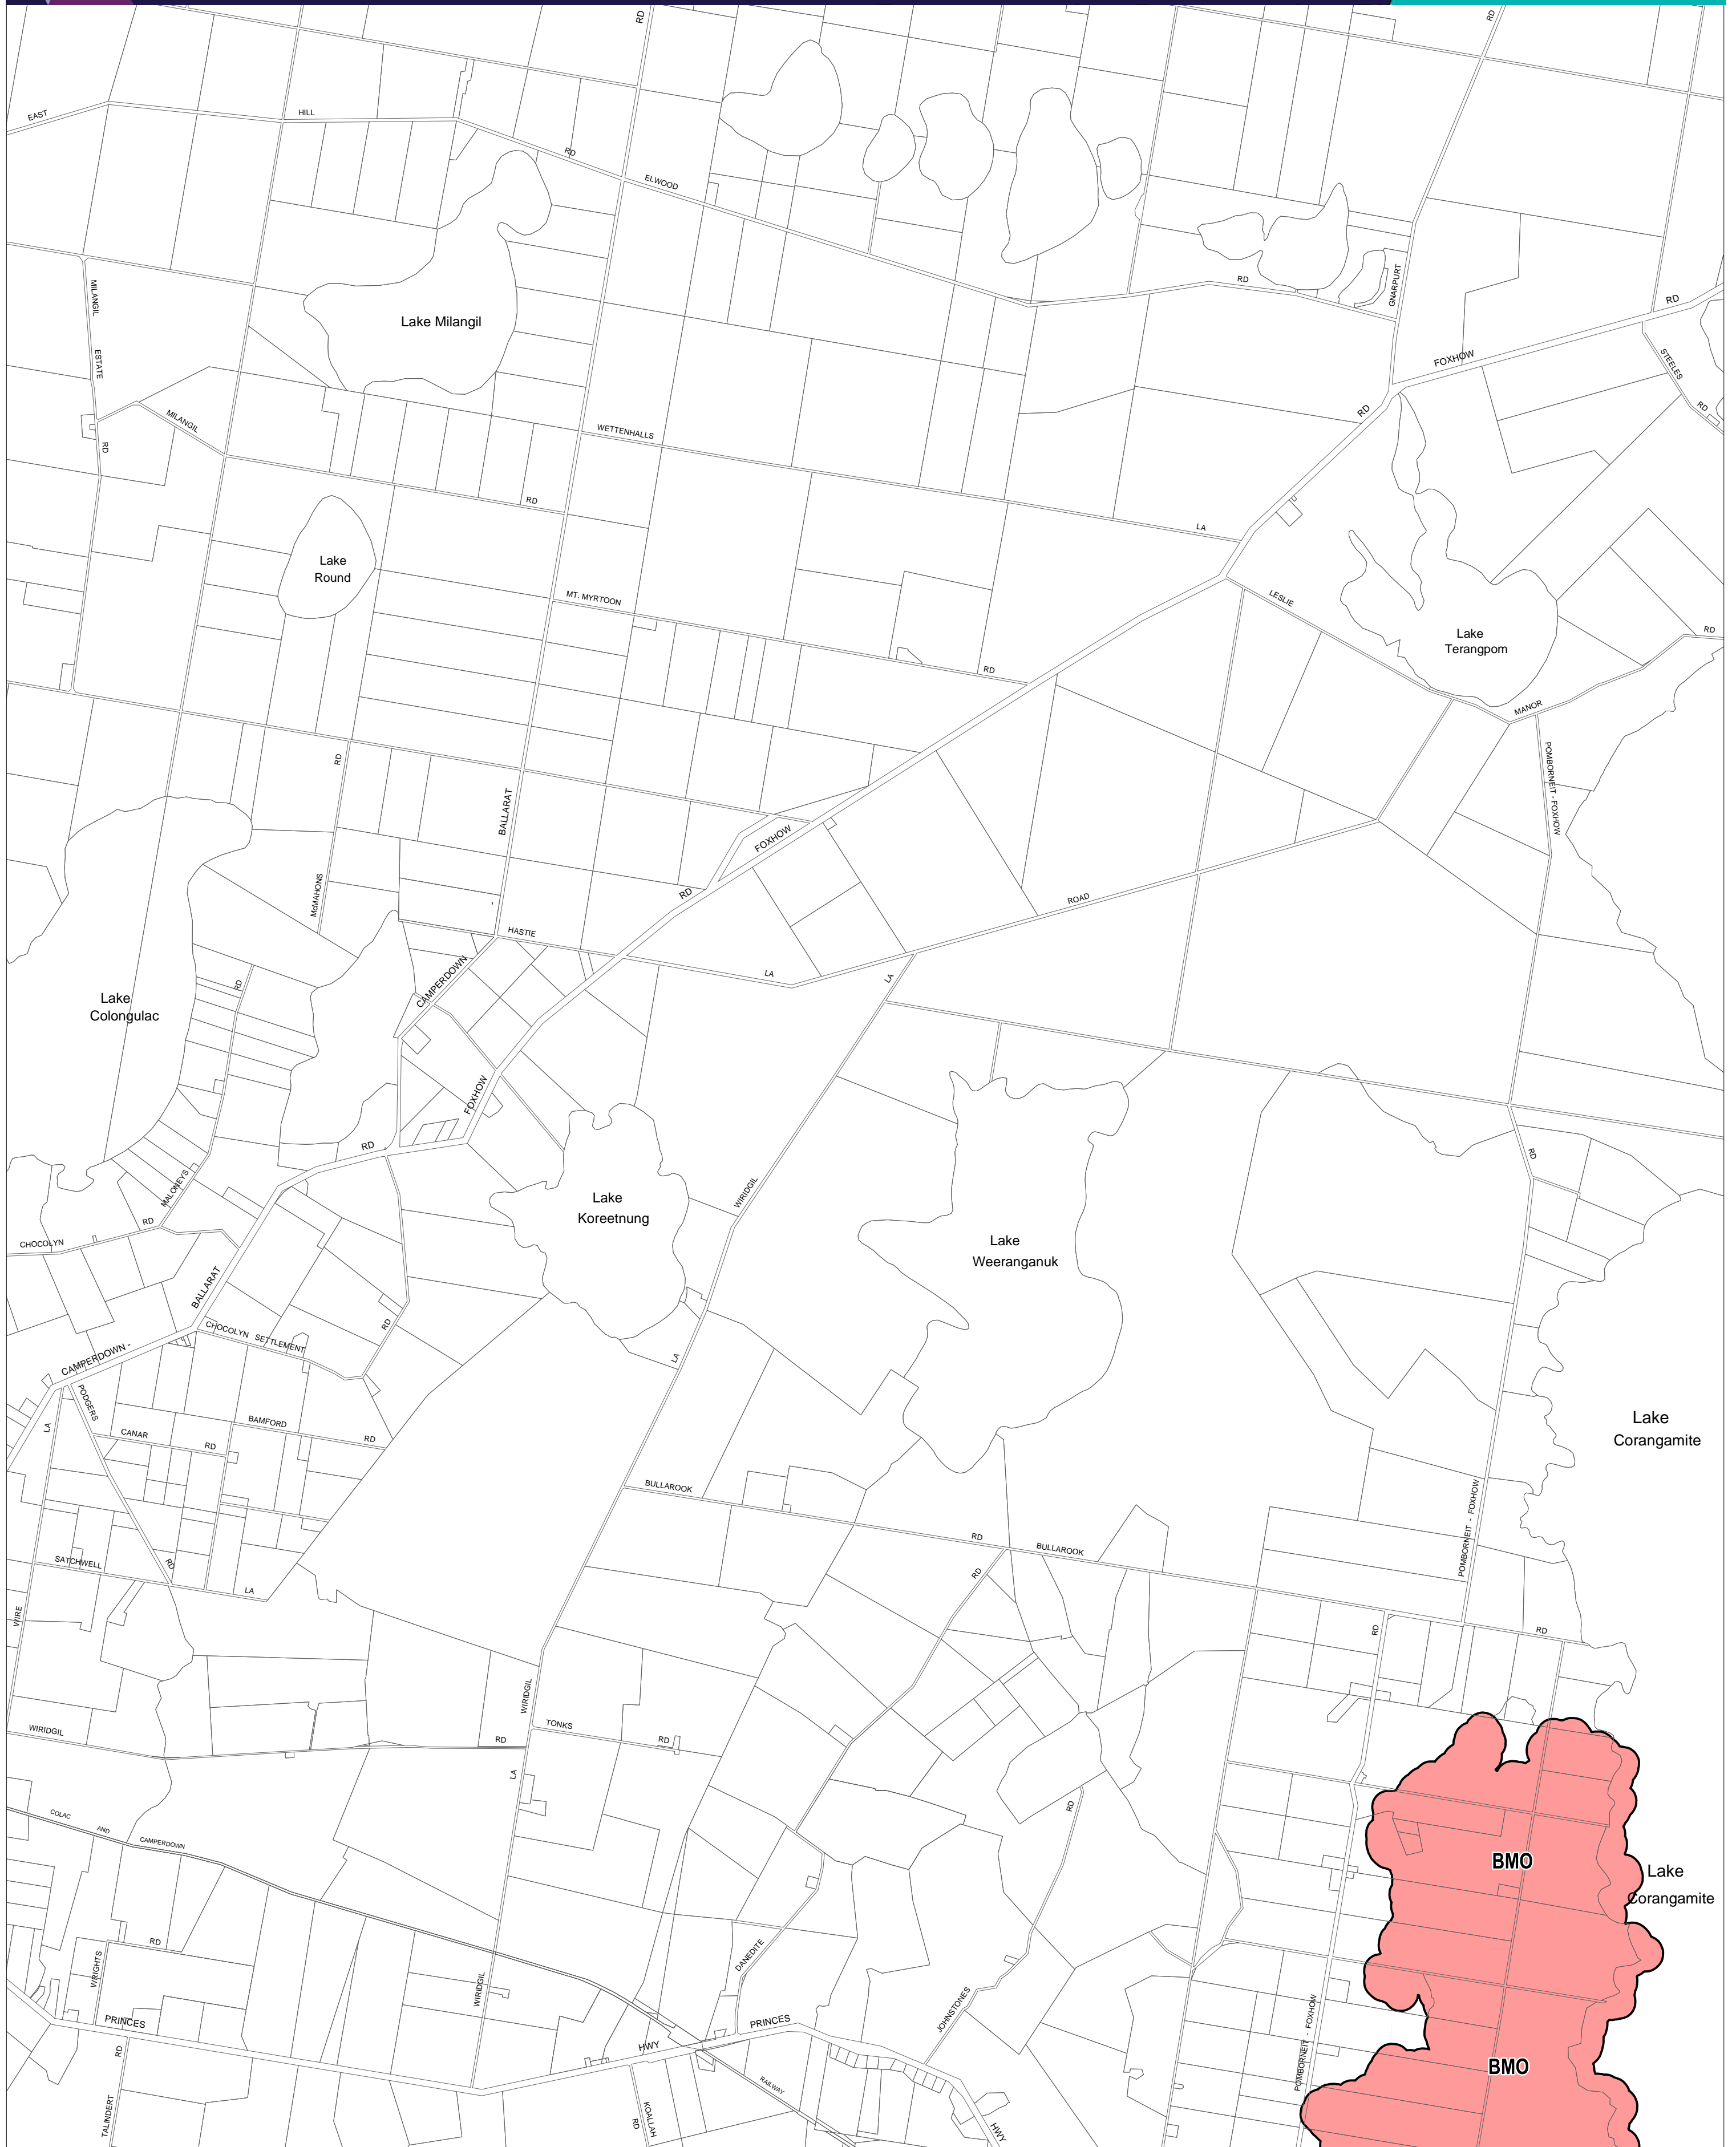 RD
RD
EAST
HILL
RD
ELWOOD
RD
GNARPURT
RD
MILANGIL
ESTATE
RD
Lake Milangil
FOXHOW
STEELES
RD
MILANGIL
RD
WETTENHALLS
LA
RD
Lake
Round
MT. MYRTOON
RD
LESLIE
Lake
Terangpom
RD
MANOR
POMBORNEIT - FOXHOW
RD
McMAHONS
BALLARAT
FOXHOW
RD
ROAD
HASTIE
LA
LA
CAMPERDOWN
RD
Lake
Colongulac
FOXHOW
RD
MALONEYS
RD
CHOCOLYN
Lake
Koreetnung
WIRIDGIL
LA
Lake
Weeranganuk
RD
BALLARAT
CAMPERDOWN -
CHOCOLYN SETTLEMENT
RD
PODGERS
LA
BAMFORD
RD
CANAR
RD
Lake
Corangamite
BULLAROOK
RD
BULLAROOK
RD
POMBORNEIT - FOXHOW
RD
RD
SATCHWELL
RD
LA
WIRE
WIRIDGIL
RD
WIRIDGIL
LA
TONKS
RD
RD
COLAC
AND
CAMPERDOWN
BMO
Lake
Corangamite
WRIGHTS
RD
WIRIDGIL
DANEDITE
JOHNSTONES
POMBORNEIT - FOXHOW
PRINCES
HWY
PRINCES
BMO
RAILWAY
TALINDERT
RD
KOALLAH
RD
HWY